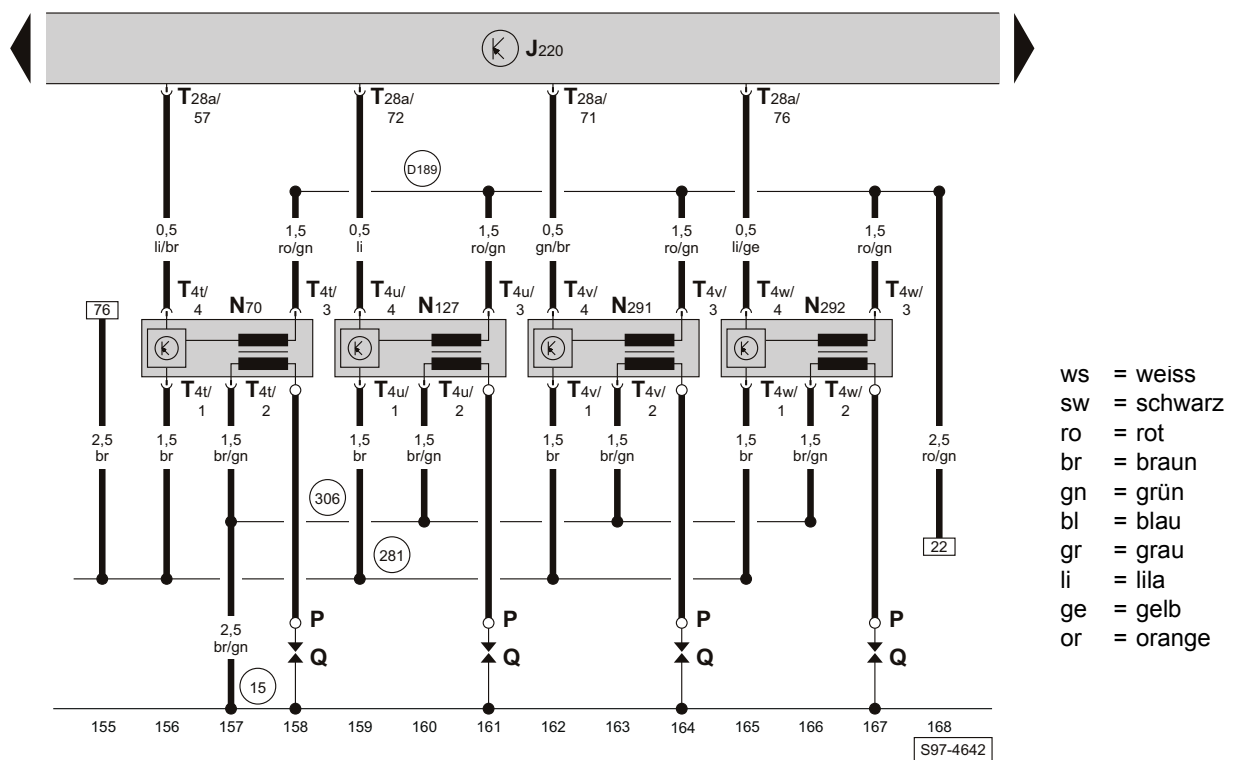 J220
T28a/ T28a/ T28a/ T28a/
57 72 71 76
D189
0,5 1,5 0,5 1,5 0,5 1,5 0,5 1,5
li/br ro/gn li ro/gn gn/br ro/gn li/ge ro/gn
T4t/ T4t/ T4u/ T4u/ T4v/ T4v/ T4w/ T4w/
76 4 N70 3 4 N127 3 4 N291 3 4 N292 3
T4t/ T4t/ T4u/ T4u/ T4v/ T4v/ T4w/ T4w/
1 2 1 2 1 2 1 2
2,5 1,5 1,5 1,5 1,5 1,5 1,5 1,5 1,5 2,5
br br br/gn br br/gn br br/gn br br/gn ro/gn
306
281 22
P P P P
2,5
br/gn
Q Q Q Q
15
155 156 157 158 159 160 161 162 163 164 165 166 167 168
S97-4642
ws = weiss
sw = schwarz
ro = rot
br = braun
gn = grün
bl = blau
gr = grau
li = lila
ge = gelb
or = orange